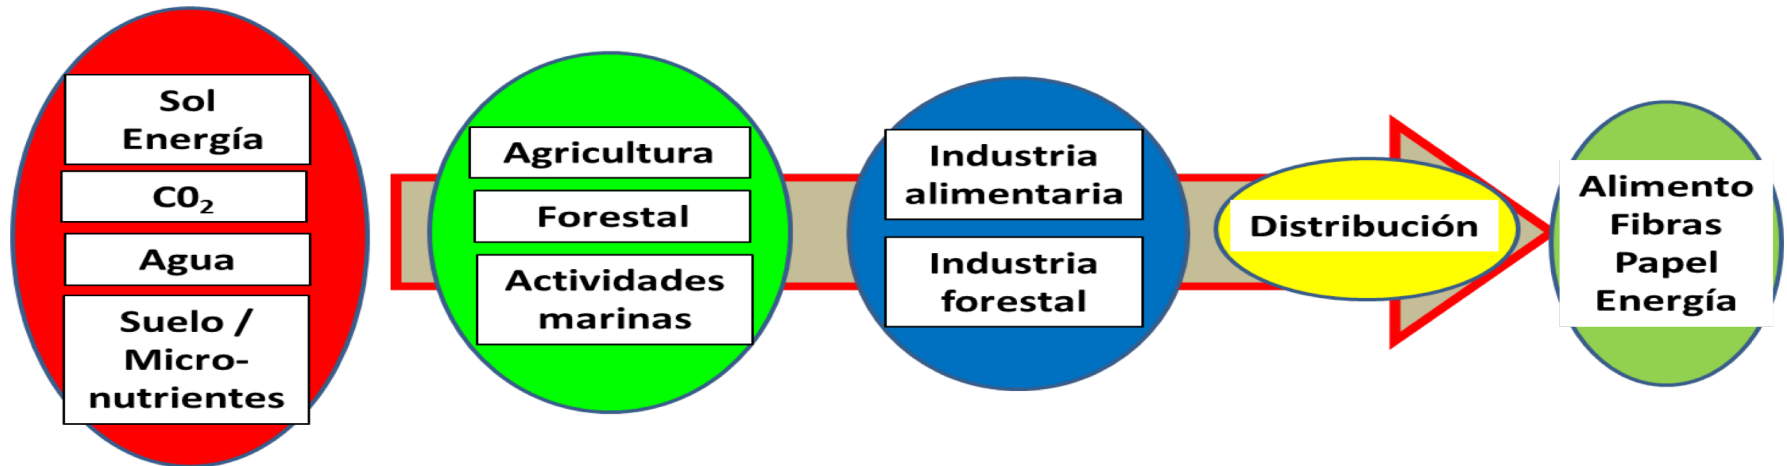 Sol
Energía
C0₂
Agua
Suelo /
Micro-
nutrientes
Agricultura
Forestal
Actividades
marinas
Industria
alimentaria
Industria
forestal
Distribución
Alimento
Fibras
Papel
Energía